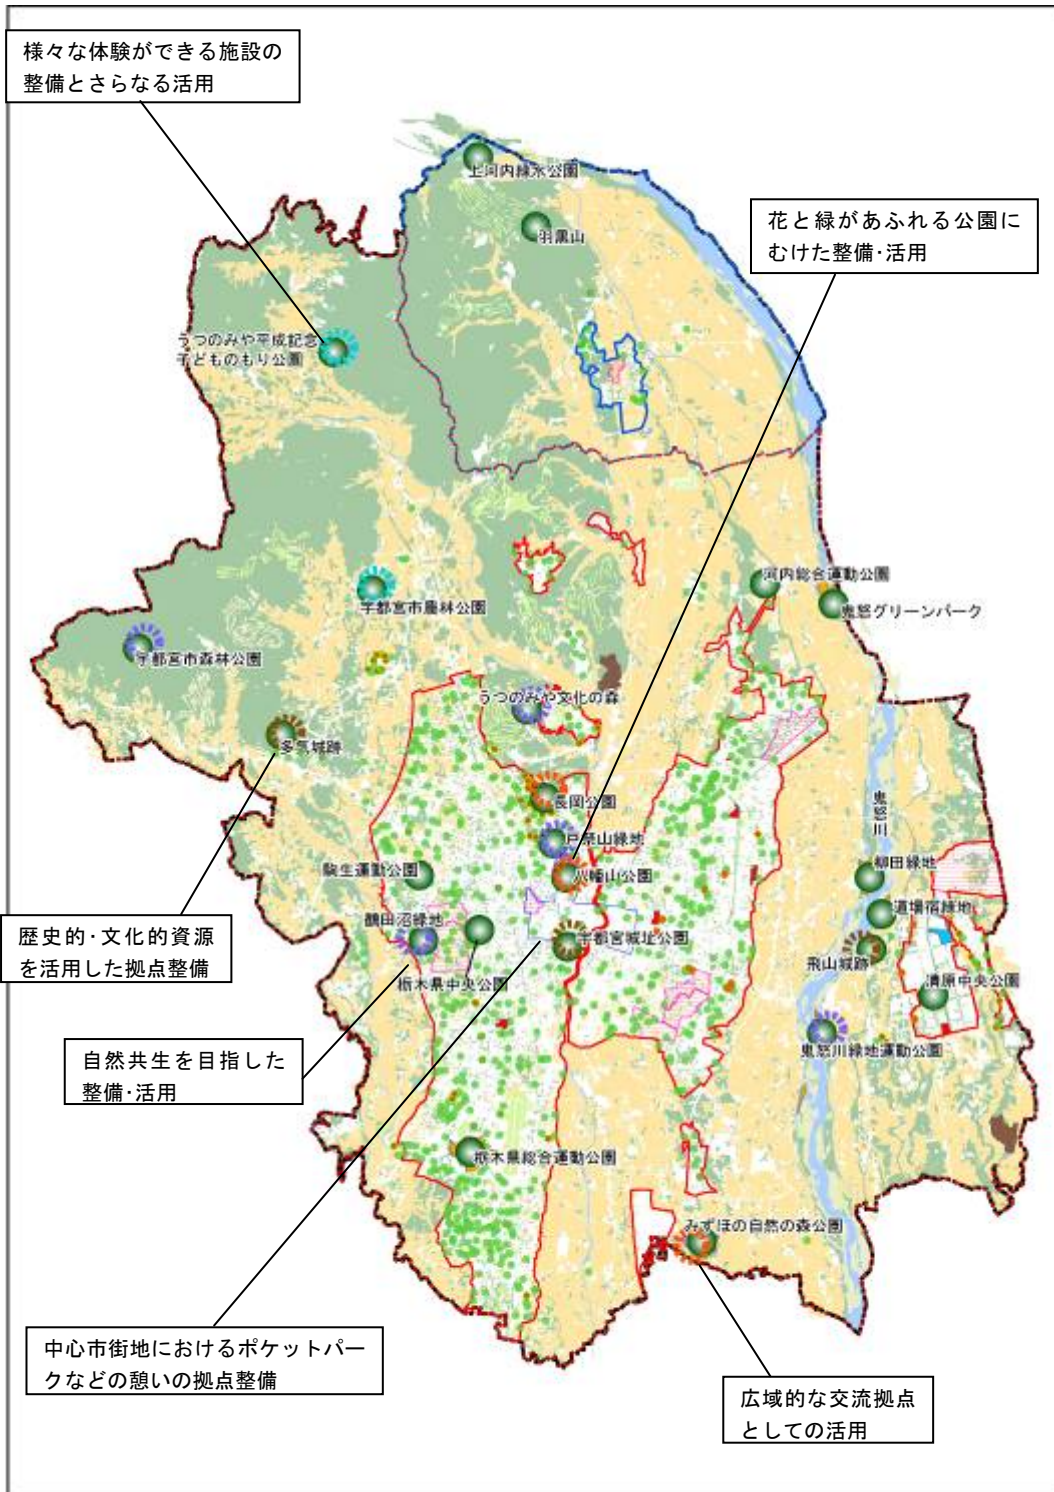 様々な体験ができる施設の
整備とさらなる活用
上河内緑水公園
羽黒山
花と緑があふれる公園に
むけた整備・活用
うつのみや平成記念
子どものもり公園
河内総合運動公園
鬼怒グリーンパーク
宇都宮市農林公園
宇都宮市森林公園
うつのみや文化の森
多気城跡
長岡公園
鬼怒川
戸祭山緑地
駒生運動公園
八幡山公園
柳田緑地
道場宿緑地
鶴田沼緑地
宇都宮城址公園
歴史的・文化的資源
を活用した拠点整備
飛山城跡
栃木県中央公園
清原中央公園
自然共生を目指した
整備・活用
鬼怒川緑地運動公園
栃木県総合運動公園
みずほの自然の森公園
中心市街地におけるポケットパー
クなどの憩いの拠点整備
広域的な交流拠点
としての活用